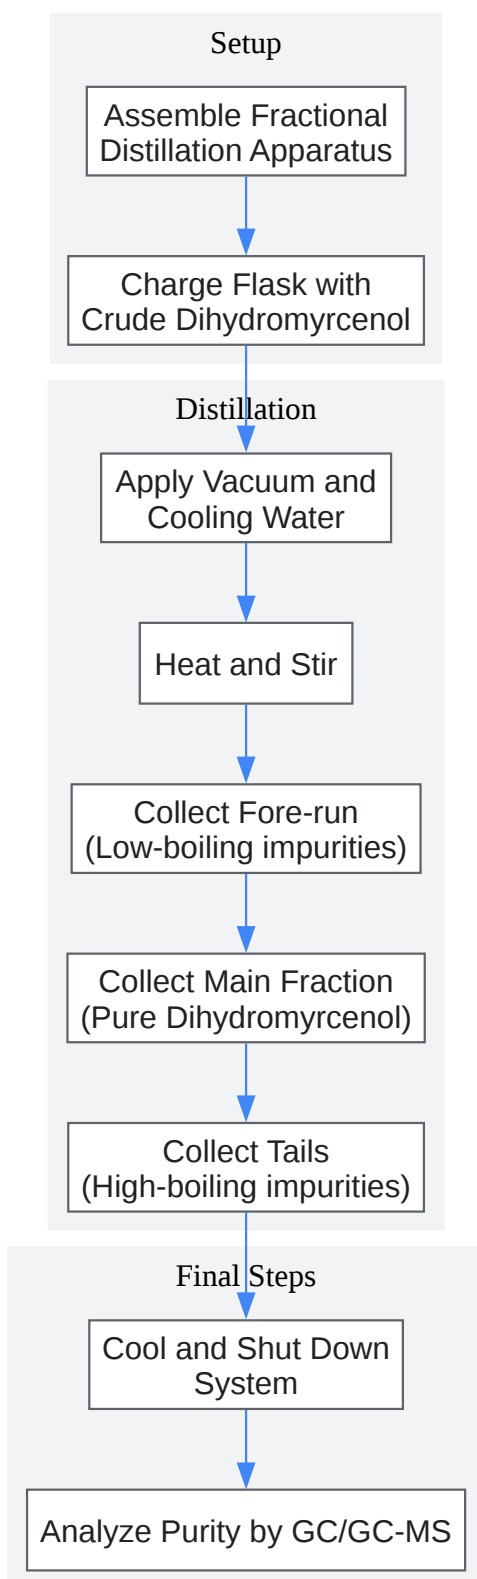 Setup
Assemble Fractional
Distillation Apparatus
Charge Flask with
Crude Dihydromyrcenol
Distillation
Apply Vacuum and
Cooling Water
Heat and Stir
Collect Fore-run
(Low-boiling impurities)
Collect Main Fraction
(Pure Dihydromyrcenol)
Collect Tails
(High-boiling impurities)
Final Steps
Cool and Shut Down
System
Analyze Purity by GC/GC-MS